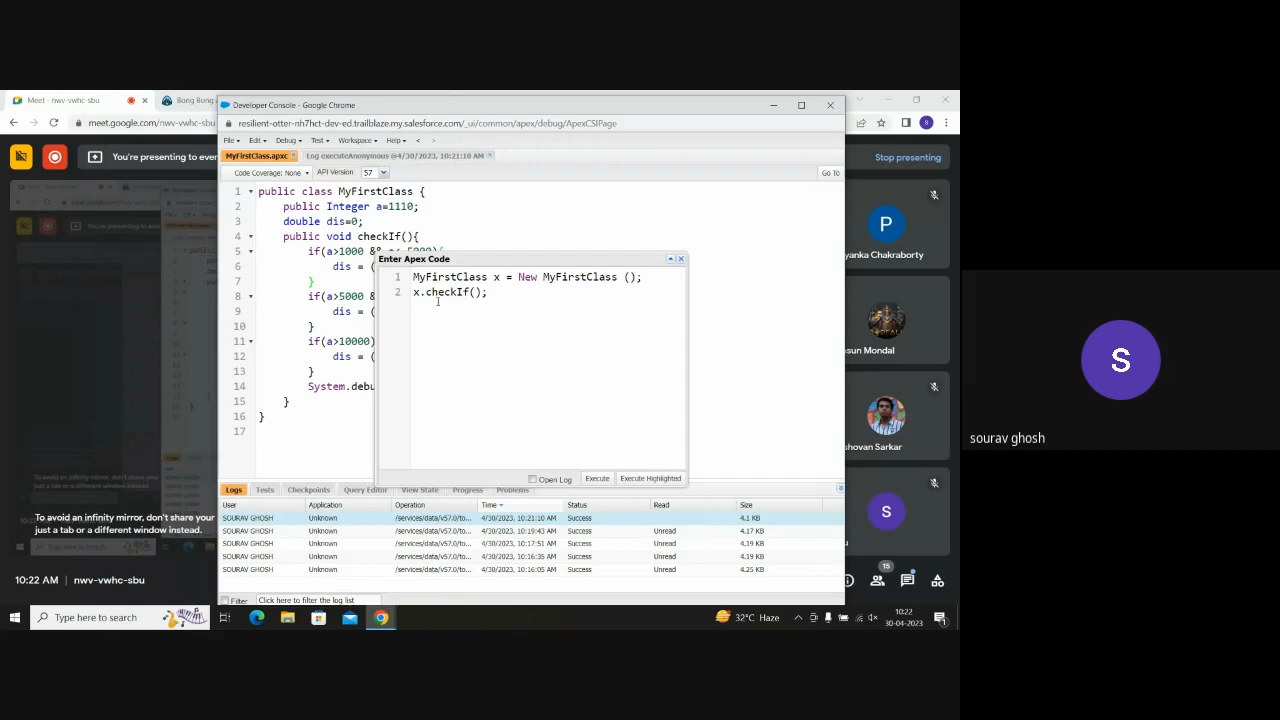 Meet - nwv-vwhc-sbu
Bong Bong
Developer Console - Google Chrome
meet.google.com/nwv-vwhc
resilient-otter-nh7hct-dev-ed.trailblaze.my.salesforce.com/_ui/common/apex/debug/ApexCSIPage
File Edit Debug Test Workspace Help < >
You're presenting to
Stop presenting
MyFirstClass.apxc
Log executeAnonymous @4/30/2023, 10:21:10 AM
Code Coverage: None API Version 57 Go To
1 public class MyFirstClass {
2 public Integer a=1110;
3 double dis=0;
4 public void checkIf(){
5 if(a>1000 &&
6 dis = (
7 }
8 if(a>5000 &
9 dis = (
10 }
11 if(a>10000)
12 dis = (
13 }
14 System.debu
15 }
16 }
17
Enter Apex Code
1 MyFirstClass x = New MyFirstClass ();
2 x.checkIf();
Open Log Execute Execute Highlighted
P
yanka Chakraborty
sun Mondal
shovan Sarkar
S
S
sourav ghosh
Logs Tests Checkpoints Query Editor View State Progress Problems
User Application Operation Time Status Read Size
SOURAV GHOSH Unknown /services/data/v57.0/to... 4/30/2023, 10:21:10 AM Success 4.1 KB
SOURAV GHOSH Unknown /services/data/v57.0/to... 4/30/2023, 10:19:43 AM Success Unread 4.17 KB
SOURAV GHOSH Unknown /services/data/v57.0/to... 4/30/2023, 10:17:51 AM Success Unread 4.19 KB
SOURAV GHOSH Unknown /services/data/v57.0/to... 4/30/2023, 10:16:35 AM Success Unread 4.19 KB
SOURAV GHOSH Unknown /services/data/v57.0/to... 4/30/2023, 10:16:05 AM Success Unread 4.25 KB
Filter Click here to filter the log list
To avoid an infinity mirror, don't share your
just a tab or a different window instead.
10:22 AM | nwv-vwhc-sbu
15
Type here to search
32°C Haze
10:22
30-04-2023
1